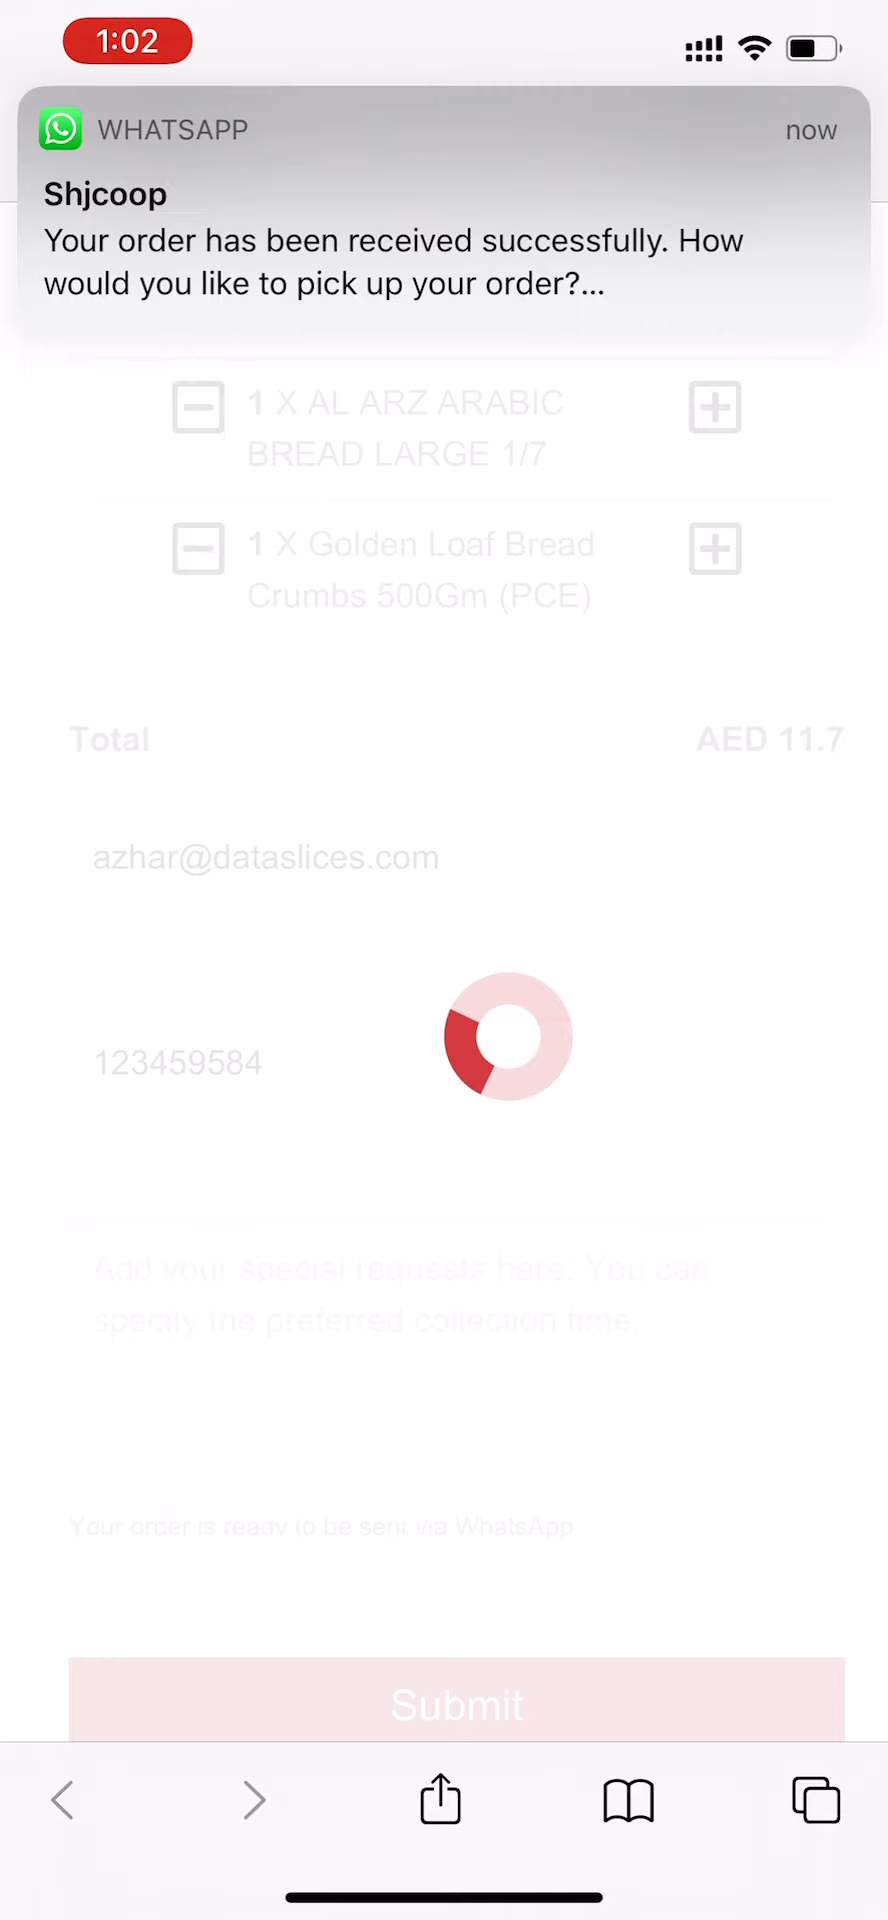 1:02
WHATSAPP
now
Shjcoop
Your order has been received successfully. How
would you like to pick up your order?...
1 X AL ARZ ARABIC
BREAD LARGE 1/7
1 X Golden Loaf Bread
Crumbs 500Gm (PCE)
Total AED 11.7
azhar@dataslices.com
123459584
Add your special requests here. You can
specify the preferred collection time.
Your order is ready to be sent via WhatsApp
Submit